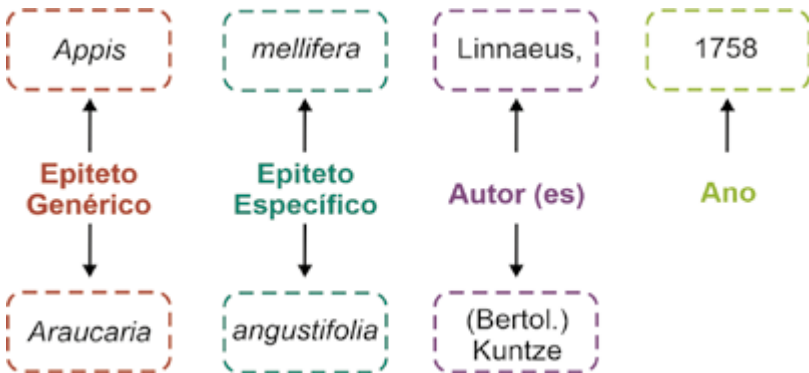 Appis mellifera Linnaeus, 1758
Epiteto Epiteto
Genérico Específico Autor (es) Ano
Araucaria angustifolia (Bertol.)
Kuntze